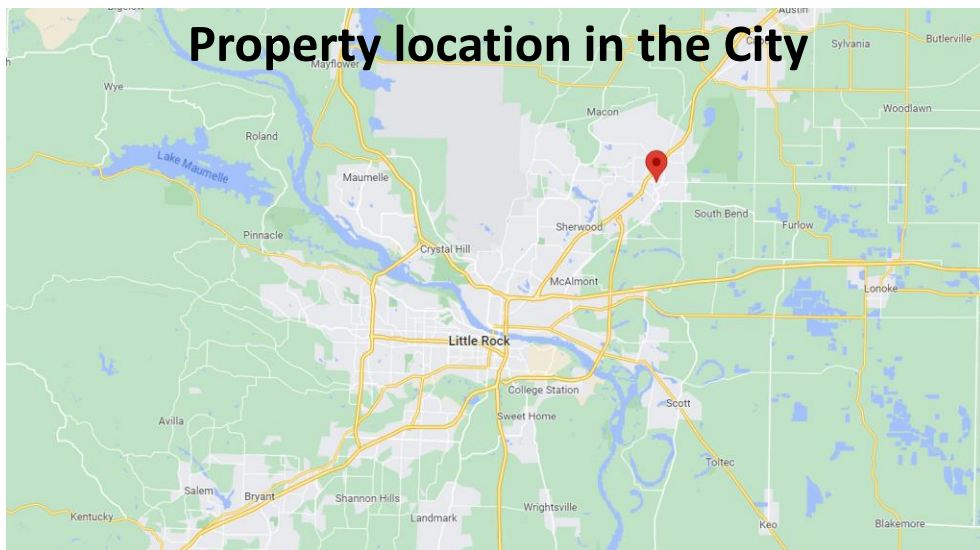 Property location in the City
Austin
Sylvania
Butlerville
Mayflower
Wye
Macon
Woodlawn
Roland
Lake Maumelle
Maumelle
South Bend
Sherwood
Furlow
Pinnacle
Crystal Hill
McAlmont
Lonoke
Little Rock
College Station
Scott
Sweet Home
Avilla
Toltec
Salem
Bryant
Shannon Hills
Wrightsville
Kentucky
Landmark
Keo
Blakemore